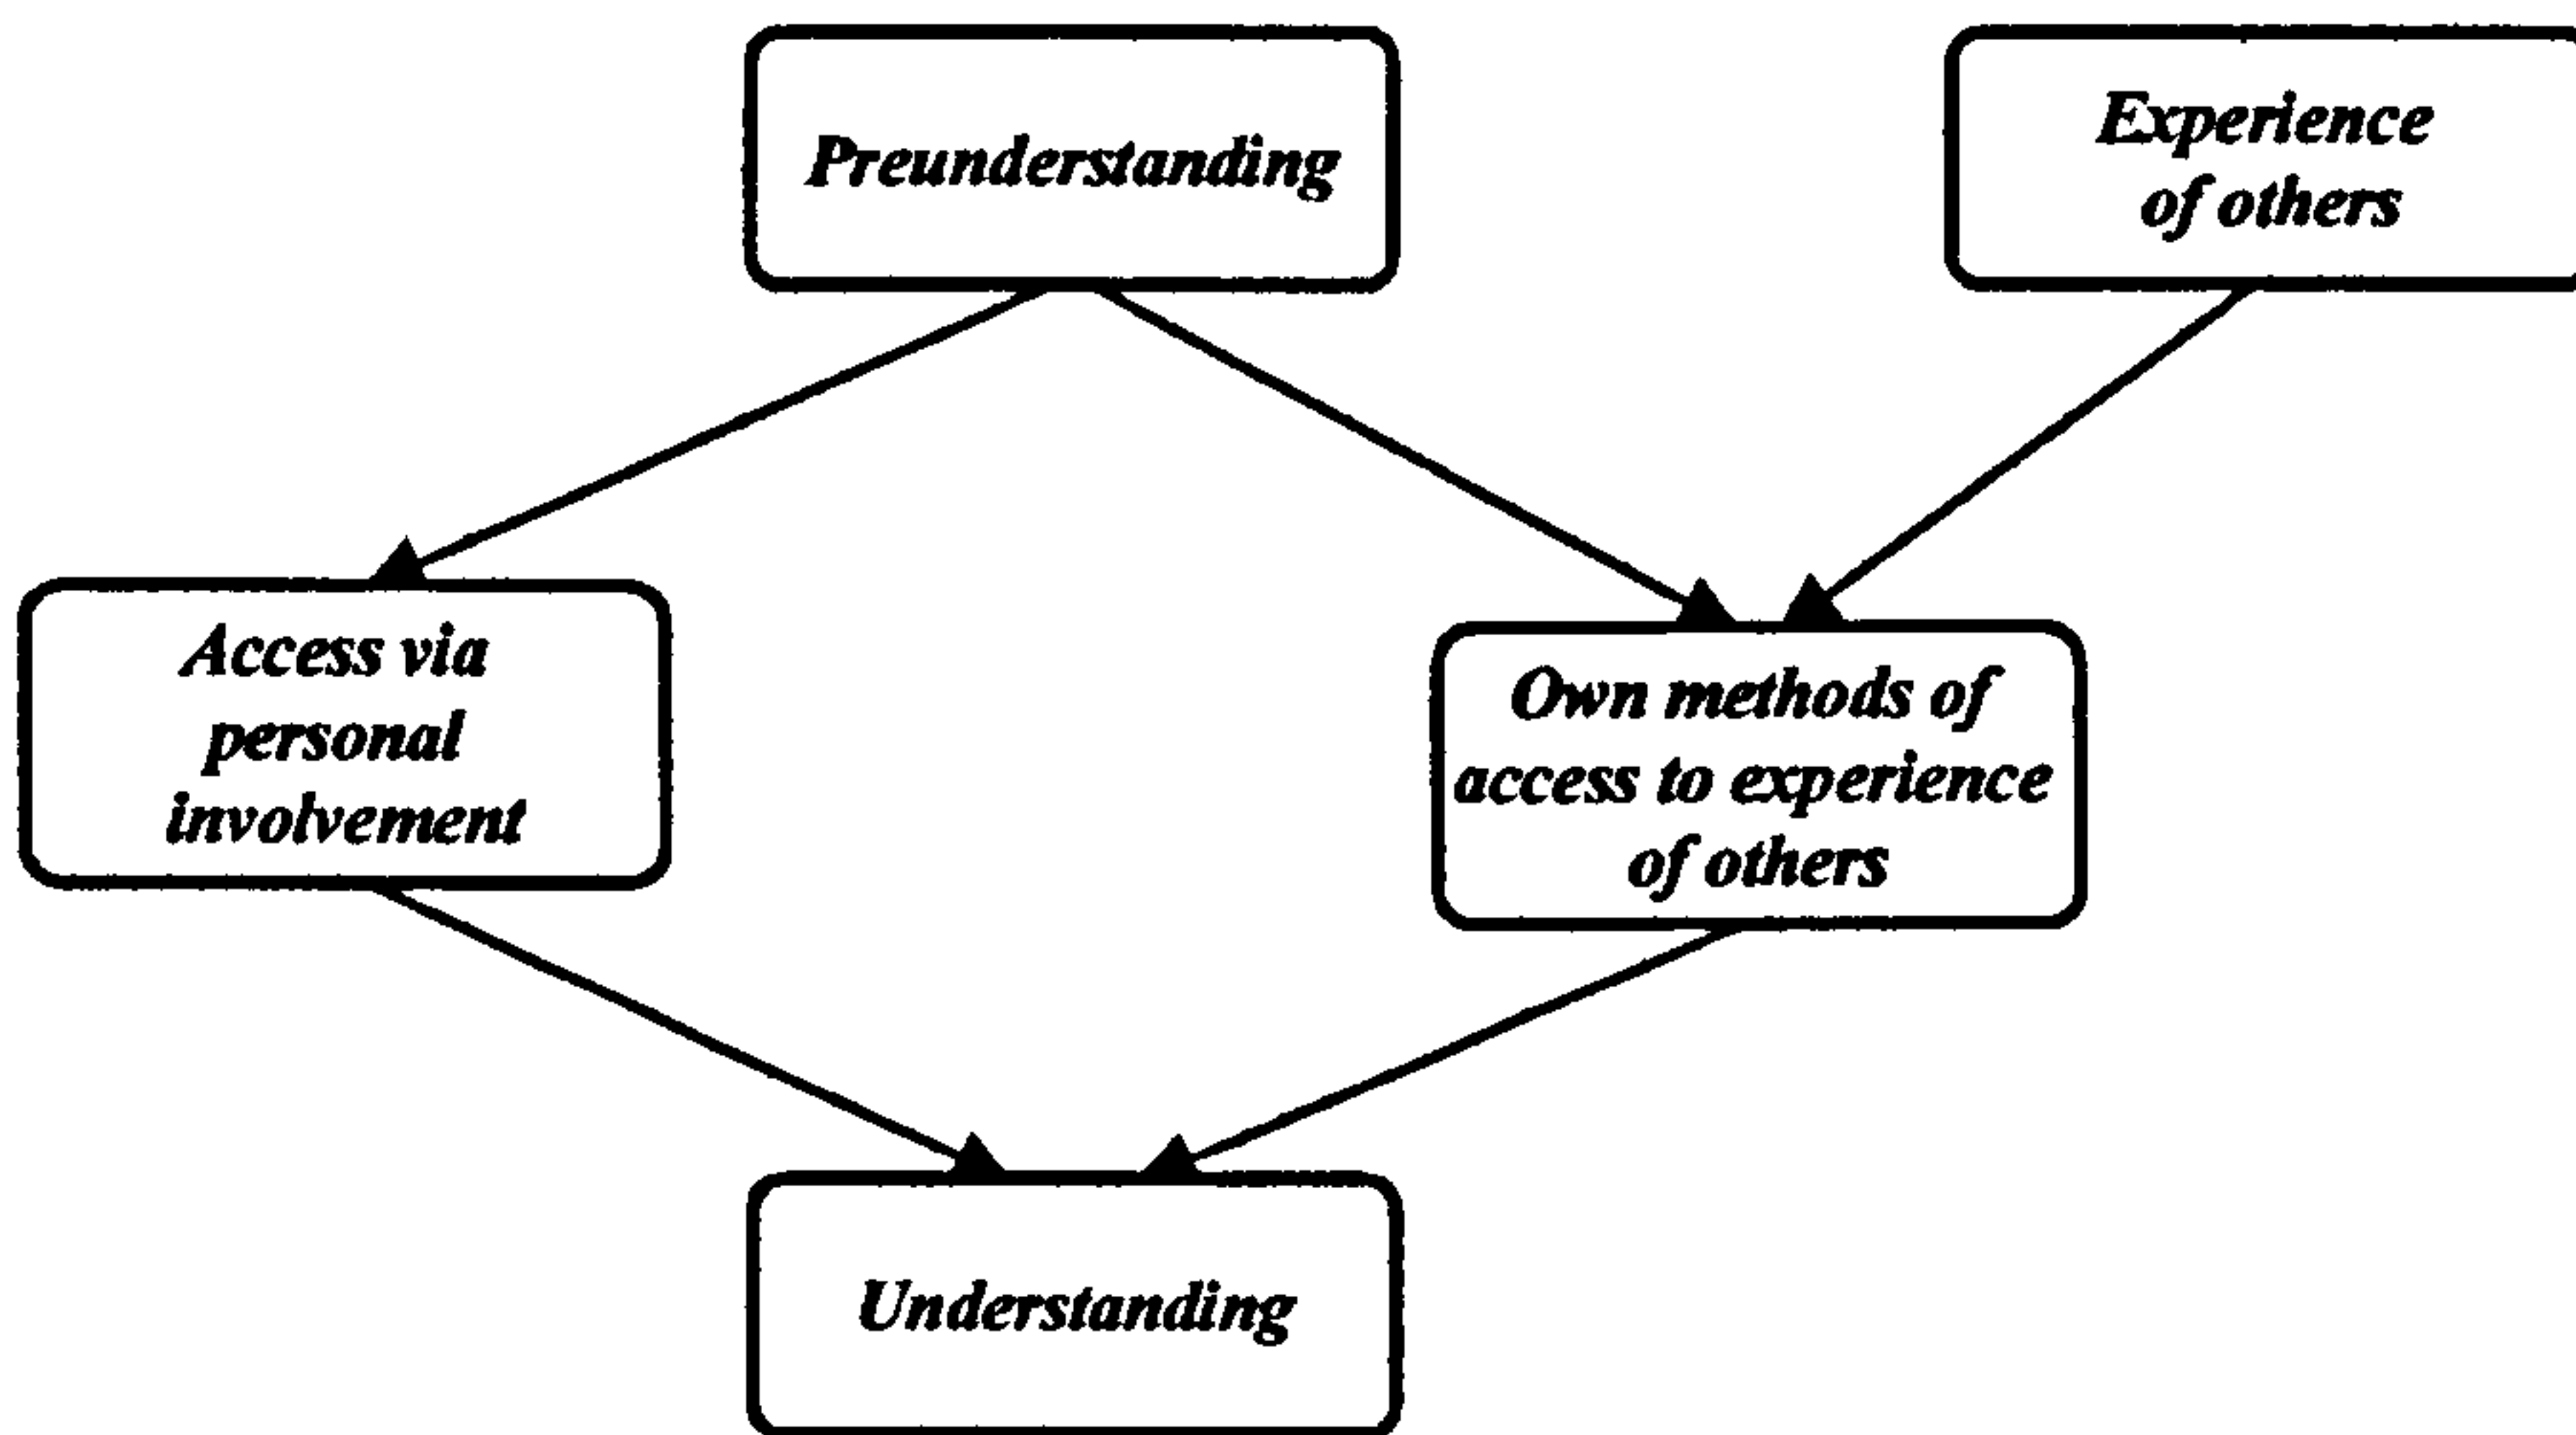 Preunderstanding
Experience
of others
Access via
personal
involvement
Own methods of
access to experience
of others
Understanding